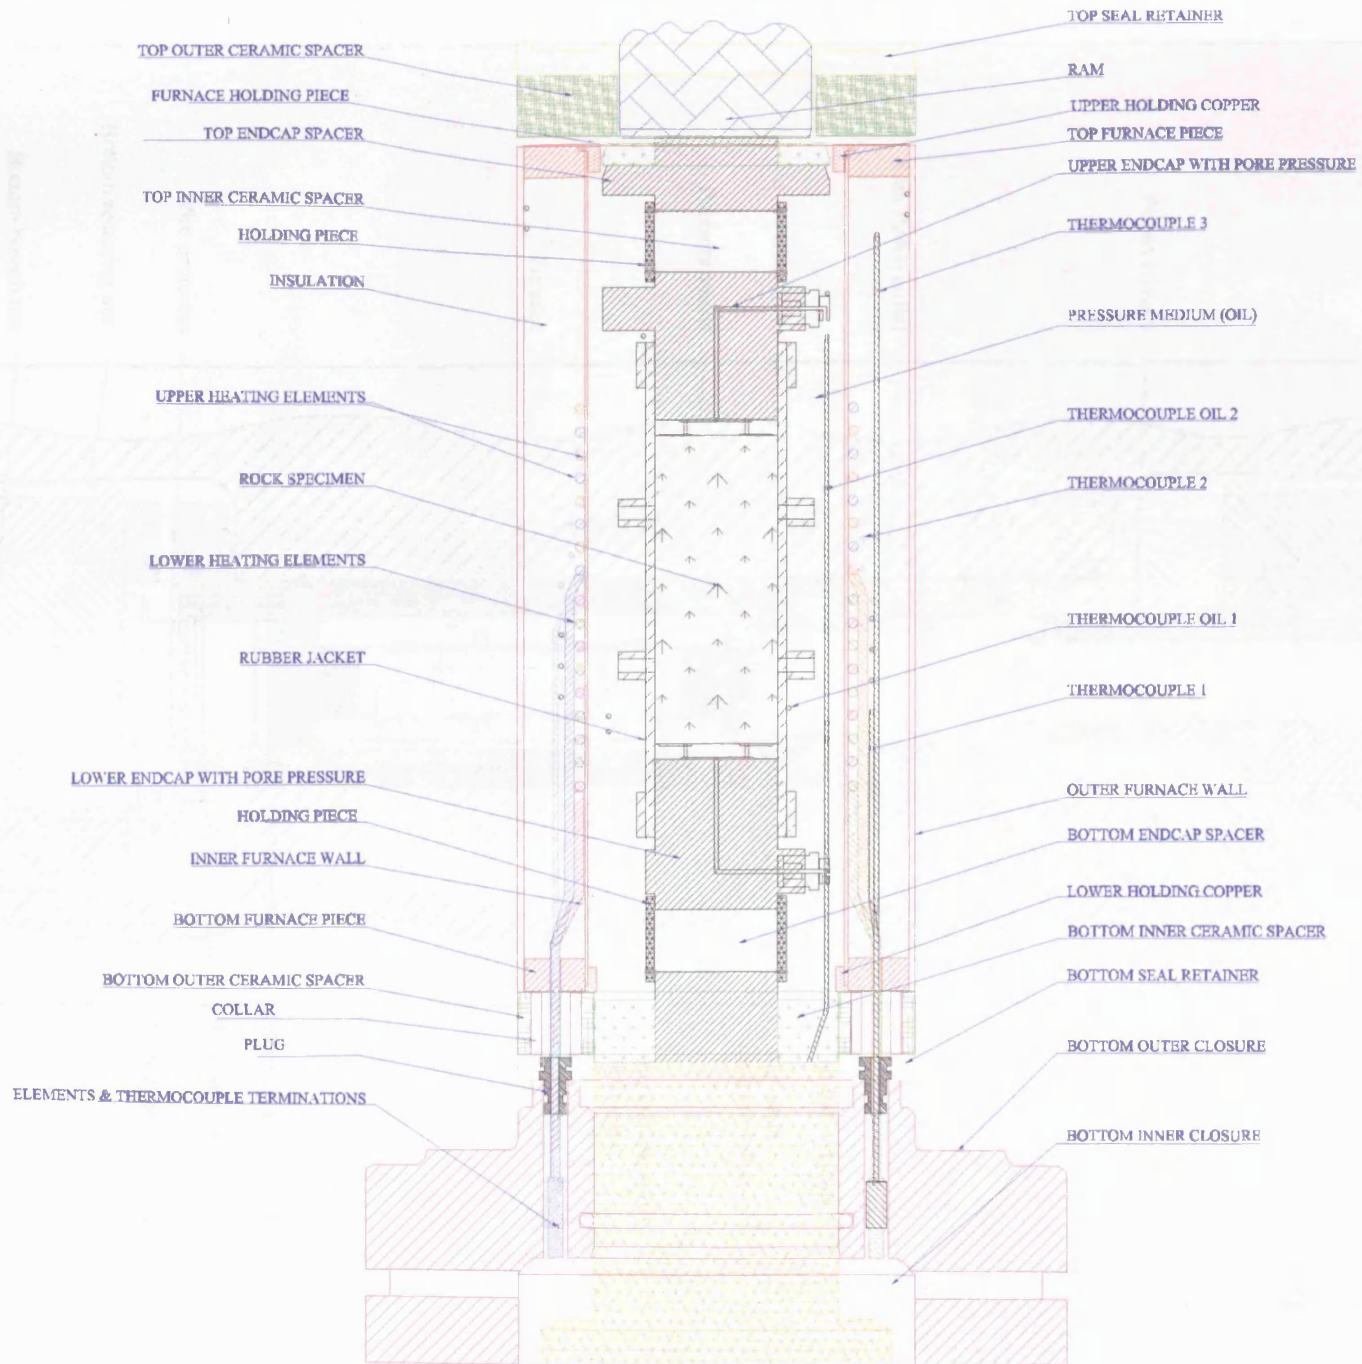 TOP OUTER CERAMIC SPACER
FURNACE HOLDING PIECE
TOP ENDCAP SPACER
TOP INNER CERAMIC SPACER
HOLDING PIECE
INSULATION
UPPER HEATING ELEMENTS
ROCK SPECIMEN
LOWER HEATING ELEMENTS
RUBBER JACKET
LOWER ENDCAP WITH PORE PRESSURE
HOLDING PIECE
INNER FURNACE WALL
BOTTOM FURNACE PIECE
BOTTOM OUTER CERAMIC SPACER
COLLAR
PLUG
ELEMENTS & THERMOCOUPLE TERMINATIONS
TOP SEAL RETAINER
RAM
UPPER HOLDING COPPER
TOP FURNACE PIECE
UPPER ENDCAP WITH PORE PRESSURE
THERMOCOUPLE 3
PRESSURE MEDIUM (OIL)
THERMOCOUPLE OIL 2
THERMOCOUPLE 2
THERMOCOUPLE OIL 1
THERMOCOUPLE 1
OUTER FURNACE WALL
BOTTOM ENDCAP SPACER
LOWER HOLDING COPPER
BOTTOM INNER CERAMIC SPACER
BOTTOM SEAL RETAINER
BOTTOM OUTER CLOSURE
BOTTOM INNER CLOSURE